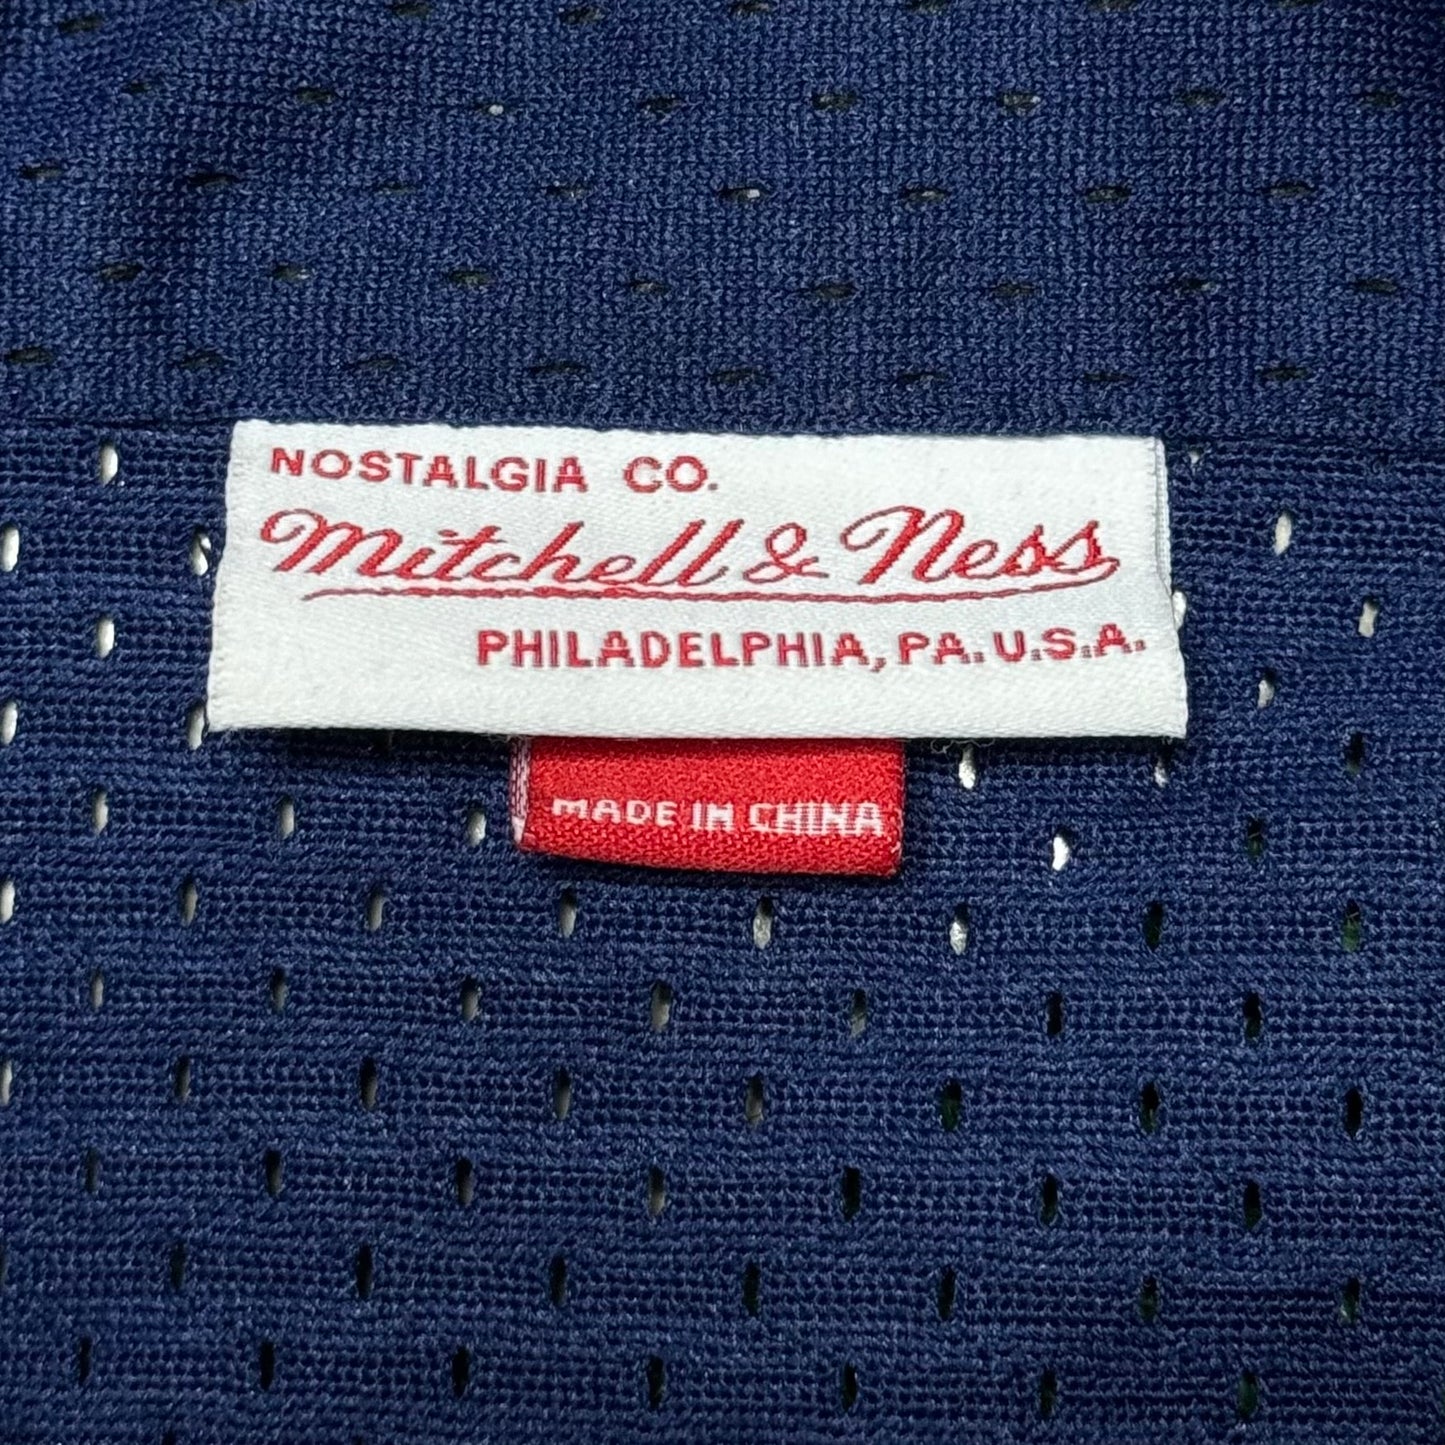 NOSTALGIA CO.
Mitchell & Ness
PHILADELPHIA, PA. U.S.A.
MADE IN CHINA